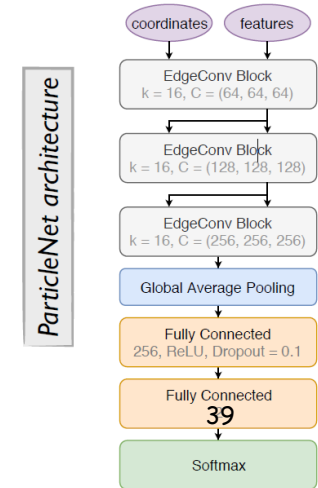 ParticleNet architecture
coordinates features
EdgeConv Block
k = 16, C = (64, 64, 64)
EdgeConv Block
k = 16, C = (128, 128, 128)
EdgeConv Block
k = 16, C = (256, 256, 256)
Global Average Pooling
Fully Connected
256, ReLU, Dropout = 0.1
Fully Connected
39
Softmax